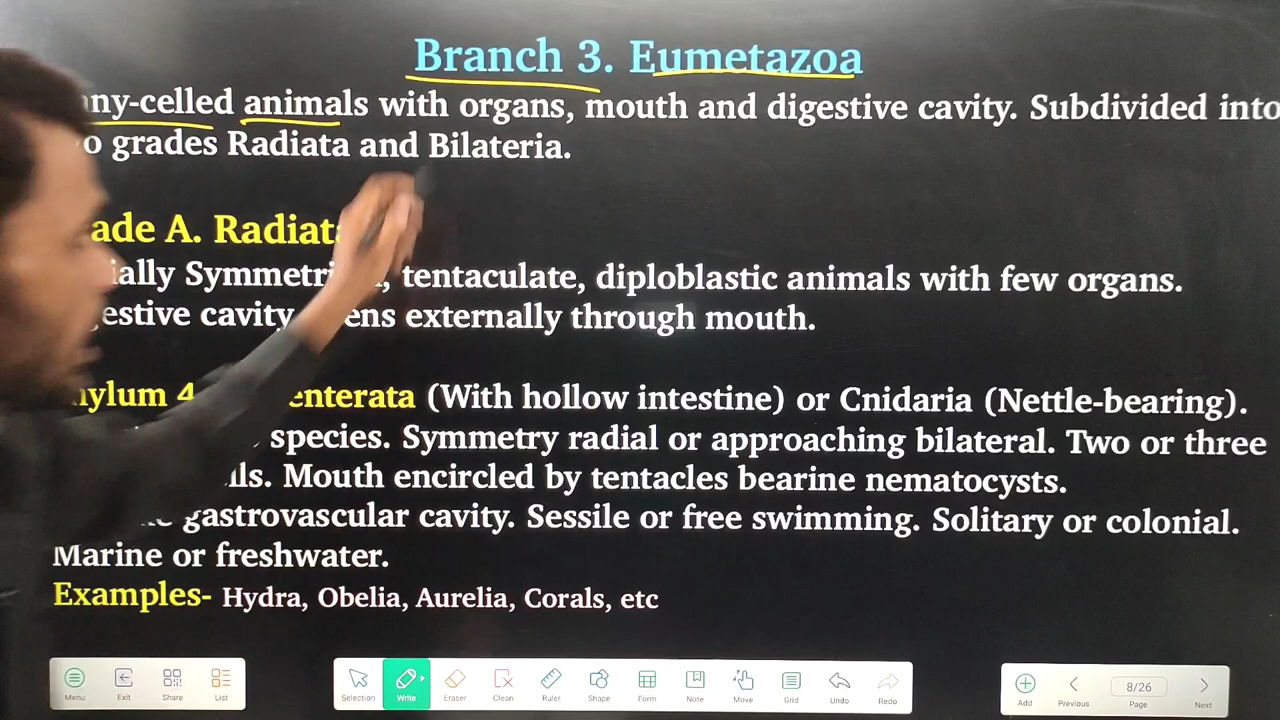 Branch 3. Eumetazoa
ny-celled animals with organs, mouth and digestive cavity. Subdivided into
o grades Radiata and Bilateria.
ade A. Radiat
ially Symmetri , tentaculate, diploblastic animals with few organs.
estive cavity ens externally through mouth.
ylum 4 enterata (With hollow intestine) or Cnidaria (Nettle-bearing).
species. Symmetry radial or approaching bilateral. Two or three
lls. Mouth encircled by tentacles bearine nematocysts.
gastrovascular cavity. Sessile or free swimming. Solitary or colonial.
Marine or freshwater.
Examples- Hydra, Obelia, Aurelia, Corals, etc
Menu Exit Share List Selection Write Eraser Clean Ruler Shape Form Note Move Grid Undo Redo Add Previous 8/26 Page Next